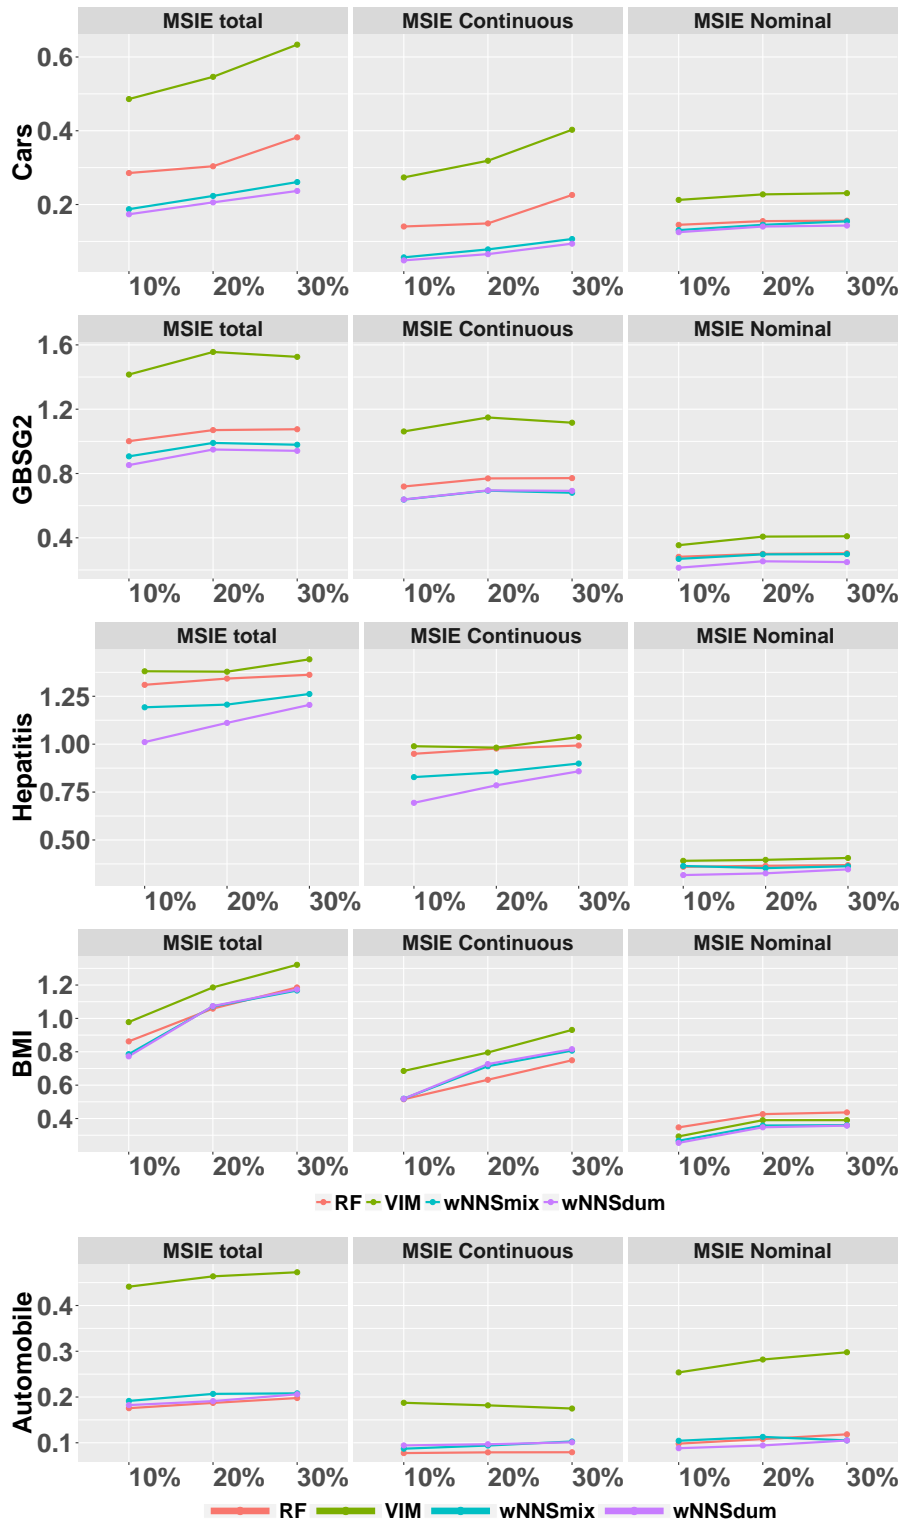 MSIE total MSIE Continuous MSIE Nominal
0.6
0.4
0.2
Cars
10% 20% 30% 10% 20% 30% 10% 20% 30%
MSIE total MSIE Continuous MSIE Nominal
1.6
1.2
0.8
0.4
GBSG2
10% 20% 30% 10% 20% 30% 10% 20% 30%
MSIE total MSIE Continuous MSIE Nominal
1.25
1.00
0.75
0.50
Hepatitis
10% 20% 30% 10% 20% 30% 10% 20% 30%
MSIE total MSIE Continuous MSIE Nominal
1.2
1.0
0.8
0.6
0.4
BMI
10% 20% 30% 10% 20% 30% 10% 20% 30%
RF VIM wNNSmix wNNSdum
MSIE total MSIE Continuous MSIE Nominal
0.4
0.3
0.2
0.1
Automobile
10% 20% 30% 10% 20% 30% 10% 20% 30%
RF VIM wNNSmix wNNSdum